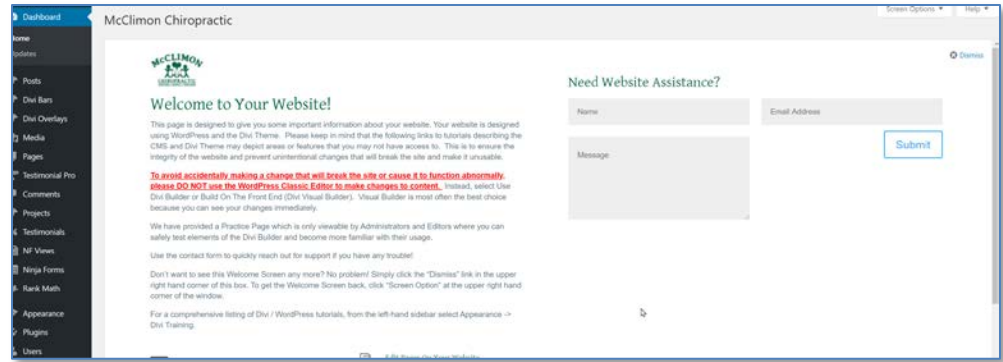 Dashboard
McClimon Chiropractic
Screen Options
Help
Home
Updates
Dismiss
McCLIMON
CHIROPRACTIC
Need Website Assistance?
Posts
Divi Bars
Divi Overlays
Media
Pages
Testimonial Pro
Comments
Projects
Testimonials
NF Views
Ninja Forms
Rank Math
Appearance
Plugins
Users
Welcome to Your Website!
This page is designed to give you some important information about your website. Your website is designed
using WordPress and the Divi Theme. Please keep in mind that the following links to tutorials describing the
CMS and Divi Theme may depict areas or features that you may not have access to. This is to ensure the
integrity of the website and prevent unintentional changes that will break the site and make it unusable.
To avoid accidentally making a change that will break the site or cause it to function abnormally,
please DO NOT use the WordPress Classic Editor to make changes to content. Instead, select Use
Divi Builder or Build On The Front End (Divi Visual Builder). Visual Builder is most often the best choice
because you can see your changes immediately.
We have provided a Practice Page which is only viewable by Administrators and Editors where you can
safely test elements of the Divi Builder and become more familiar with their usage.
Use the contact form to quickly reach out for support if you have any trouble!
Don't want to see this Welcome Screen any more? No problem! Simply click the "Dismiss" link in the upper
right hand corner of this box. To get the Welcome Screen back, click "Screen Option" at the upper right hand
corner of the window.
For a comprehensive listing of Divi / WordPress tutorials, from the left-hand sidebar select Appearance ->
Divi Training.
Name
Email Address
Message
Submit
Edit Pages On Your Website